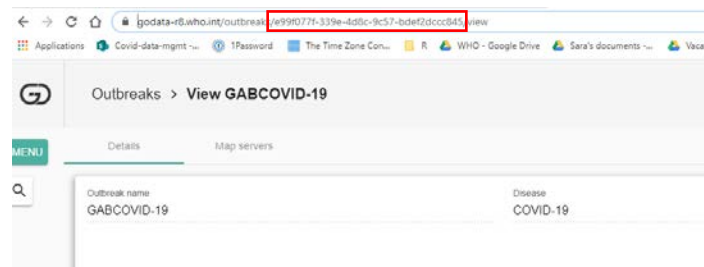 godata-r8.who.int/outbreaks/e99f077f-339e-4d8c-9c57-bdef2dccc845/view
Applications Covid-data-mgmt -... 1Password The Time Zone Con... R WHO - Google Drive Sara's documents -... Vaca
Outbreaks > View GABCOVID-19
MENU Details Map servers
Outbreak name Disease
GABCOVID-19 COVID-19